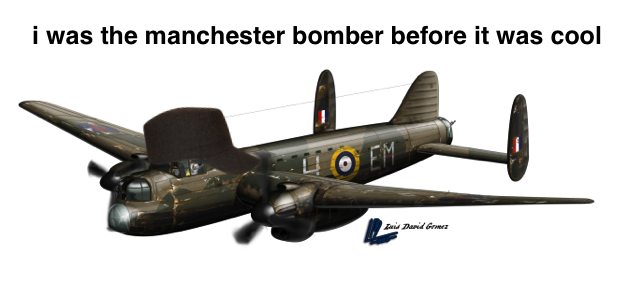 i was the manchester bomber before it was cool
U EM
Luis David Gomez